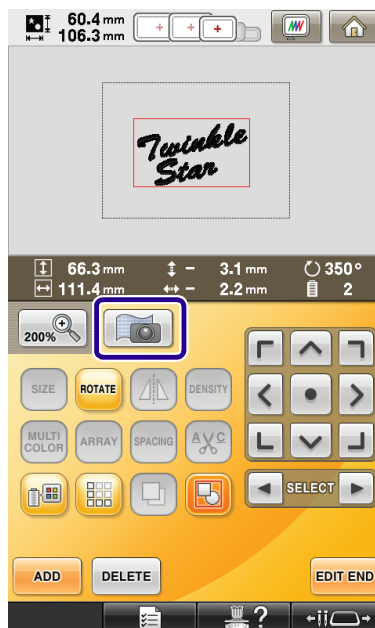 60.4 mm
106.3 mm
Twinkle
Star
66.3 mm - 3.1 mm 350°
111.4 mm - 2.2 mm 2
200%
SIZE ROTATE DENSITY
MULTI COLOR ARRAY SPACING A C
SELECT
ADD DELETE EDIT END
?